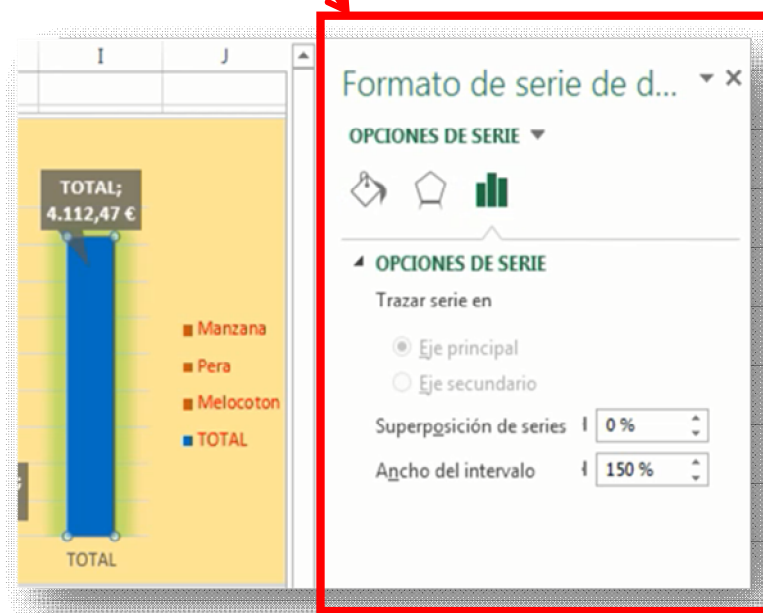 I J
TOTAL;
4.112,47 €
Manzana
Pera
Melocoton
TOTAL
TOTAL
Formato de serie de d...
OPCIONES DE SERIE
OPCIONES DE SERIE
Trazar serie en
Eje principal
Eje secundario
Superposición de series 0 %
Ancho del intervalo 150 %